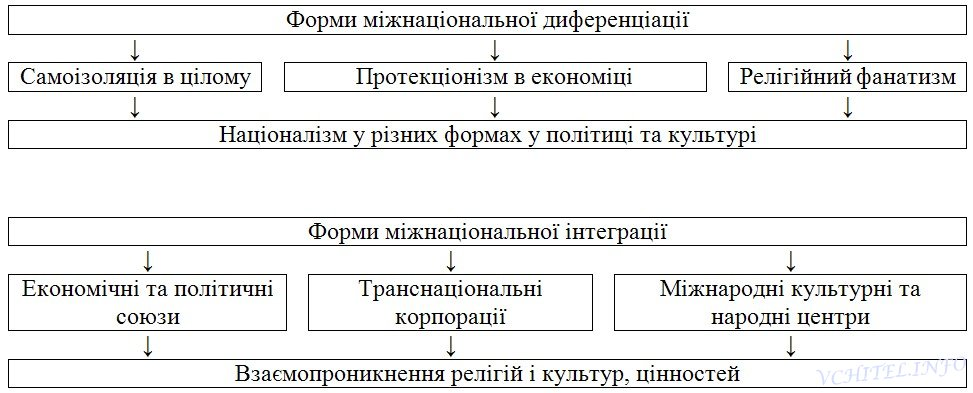 Форми міжнаціональної диференціації
↓ ↓ ↓
Самоізоляція в цілому Протекціонізм в економіці Релігійний фанатизм
↓ ↓ ↓
Націоналізм у різних формах у політиці та культурі
Форми міжнаціональної інтеграції
↓ ↓ ↓
Економічні та політичні Транснаціональні Міжнародні культурні та
союзи корпорації народні центри
↓ ↓ ↓
Взаємопроникнення релігій і культур, цінностей
VCHITEL.INFO